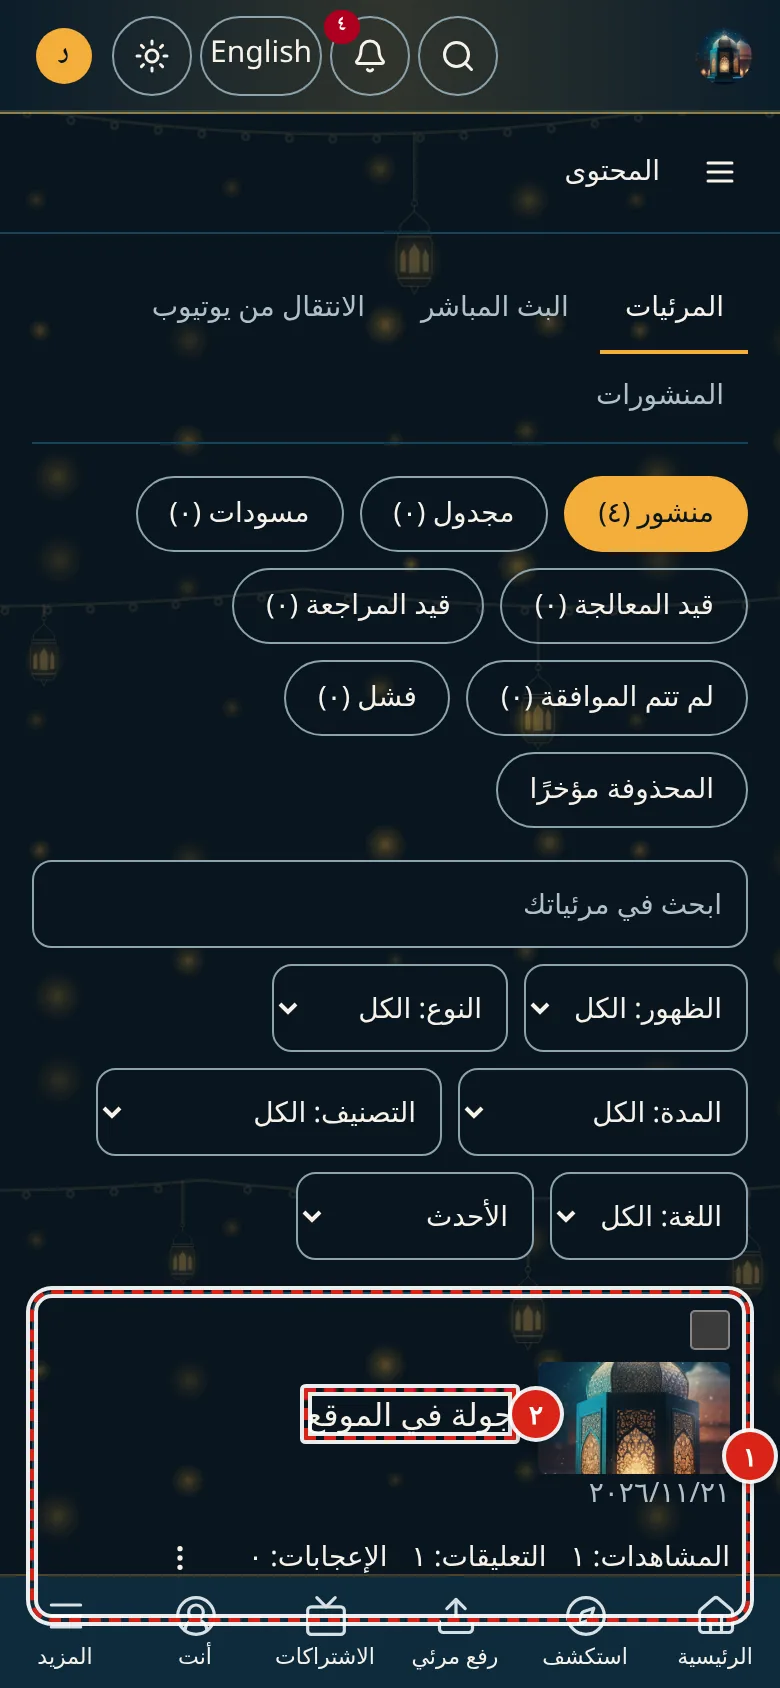 English
٤
ر
المحتوى
المرئيات
البث المباشر
الانتقال من يوتيوب
المنشورات
منشور (٤)
مجدول (٠)
مسودات (٠)
قيد المعالجة (٠)
قيد المراجعة (٠)
لم تتم الموافقة (٠)
فشل (٠)
المحذوفة مؤخرًا
ابحث في مرئياتك
الظهور: الكل
النوع: الكل
المدة: الكل
التصنيف: الكل
اللغة: الكل
الأحدث
١
٢
جولة في الموقع
٢٠٢٦/١١/٢١
المشاهدات: ١ التعليقات: ١ الإعجابات: ٠
الرئيسية
استكشف
رفع مرئي
الاشتراكات
أنت
المزيد